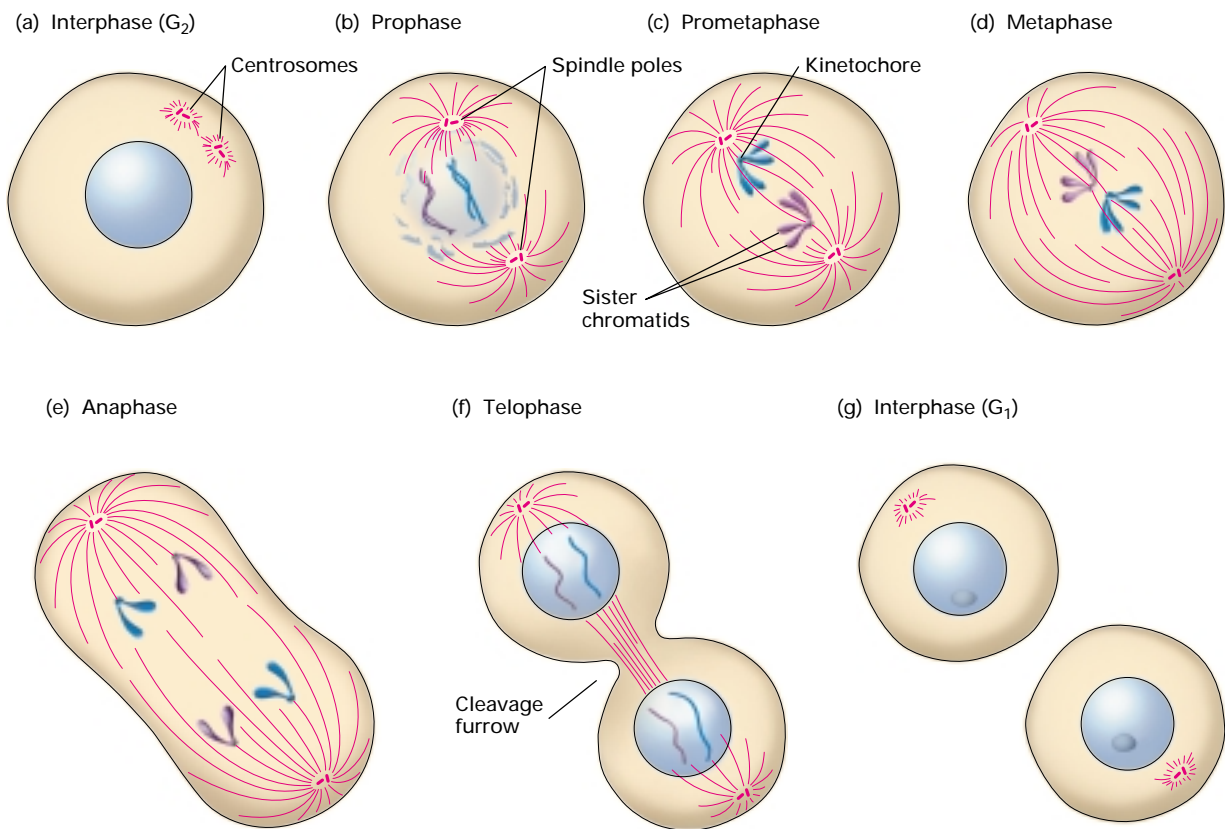 (a) Interphase (G₂)
(b) Prophase
(c) Prometaphase
(d) Metaphase
Centrosomes
Spindle poles
Kinetochore
Sister
chromatids
(e) Anaphase
(f) Telophase
(g) Interphase (G₁)
Cleavage
furrow